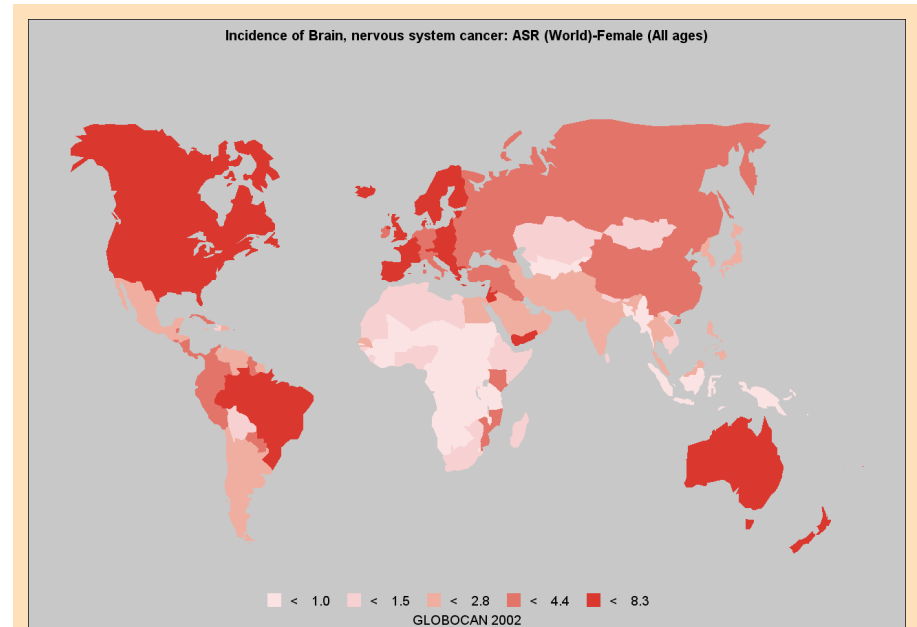 Incidence of Brain, nervous system cancer: ASR (World)-Female (All ages)
< 1.0 < 1.5 < 2.8 < 4.4 < 8.3
GLOBOCAN 2002